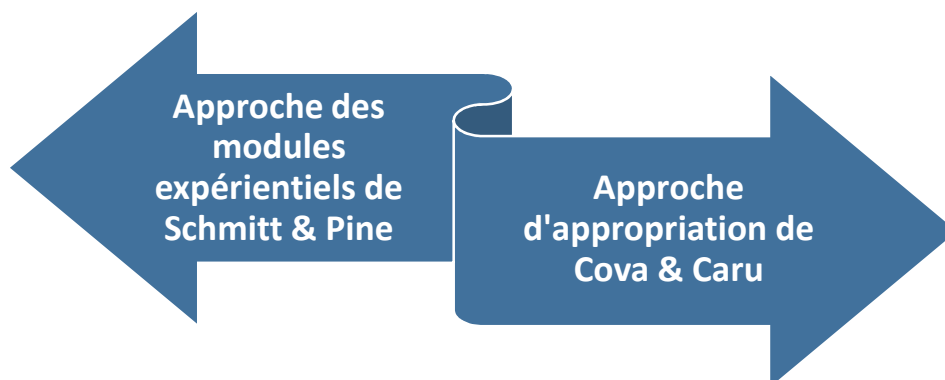 Approche des
modules
expérientiels de
Schmitt & Pine
Approche
d'appropriation de
Cova & Caru